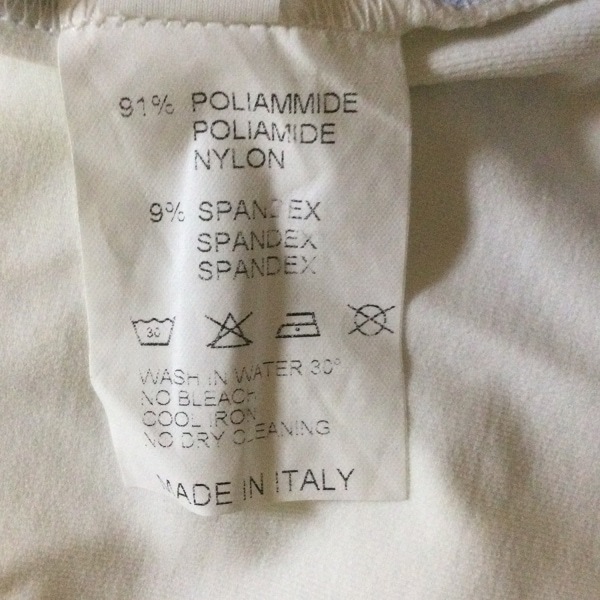 91% POLIAMMIDE
POLIAMIDE
NYLON
9% SPANDEX
SPANDEX
SPANDEX
30
WASH IN WATER 30°
NO BLEACH
COOL IRON
NO DRY CLEANING
MADE IN ITALY